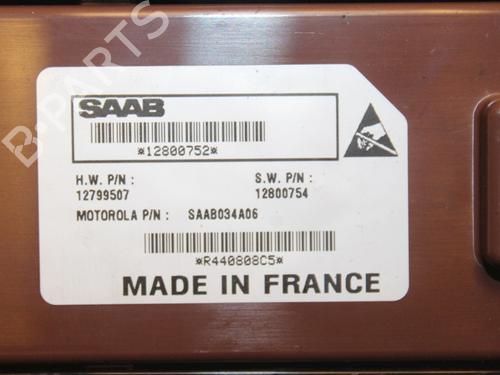 B-PARTS
SAAB
*12800752*
H.W. P/N : S.W. P/N :
12799507 12800754
MOTOROLA P/N : SAAB034A06
*R440808C5*
MADE IN FRANCE